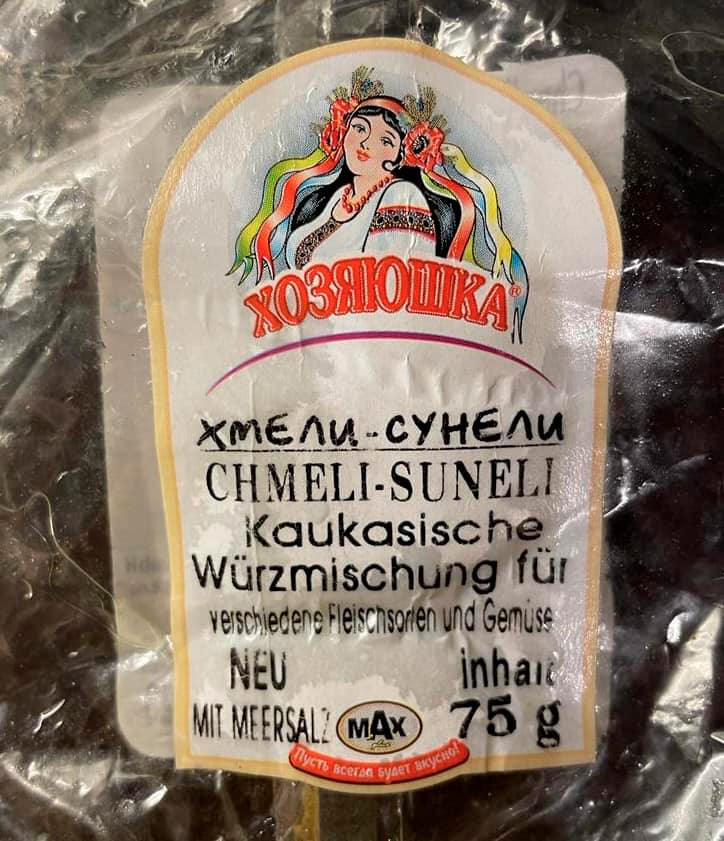 ХОЗЯЮШКА®
ХМЕЛИ-СУНЕЛИ
CHMELI-SUNELI
Kaukasische
Würzmischung für
verschiedene Fleischsorten und Gemüse
NEU inhalt
MIT MEERSALZ MAX 75 g
Пусть всегда будет вкусно!